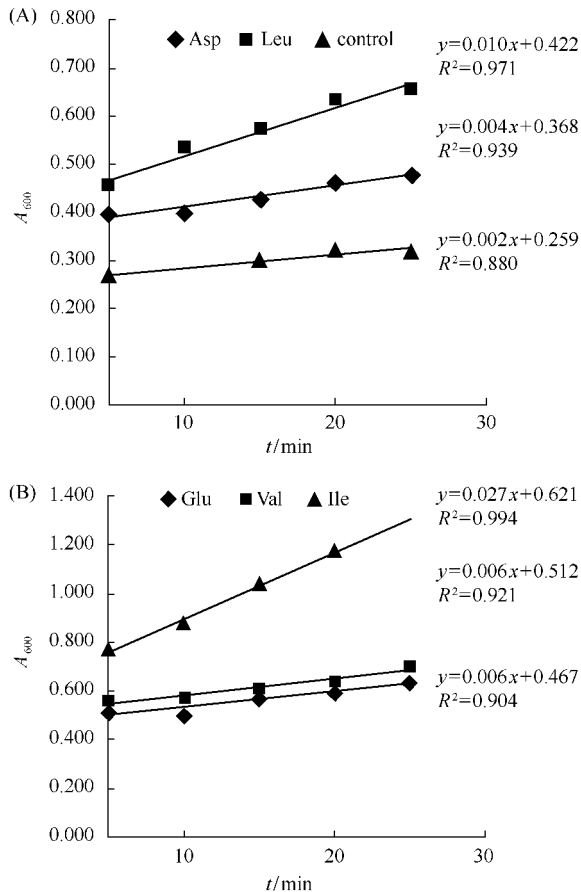 (A)
0.800
◆ Asp ■ Leu ▲ control
y=0.010x+0.422
R²=0.971
0.700
0.600
y=0.004x+0.368
R²=0.939
0.500
A₆₀₀
0.400
y=0.002x+0.259
R²=0.880
0.300
0.200
0.100
0.000
10 20 30
t/min
(B)
1.400
◆ Glu ■ Val ▲ Ile
y=0.027x+0.621
R²=0.994
1.200
y=0.006x+0.512
R²=0.921
1.000
0.800
A₆₀₀
0.600
y=0.006x+0.467
R²=0.904
0.500
0.200
0.000
10 20 30
t/min